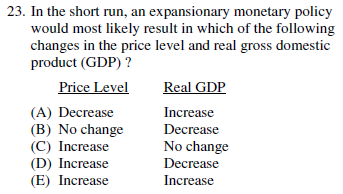 23. In the short run, an expansionary monetary policy
would most likely result in which of the following
changes in the price level and real gross domestic
product (GDP) ?
Price Level Real GDP
(A) Decrease Increase
(B) No change Decrease
(C) Increase No change
(D) Increase Decrease
(E) Increase Increase